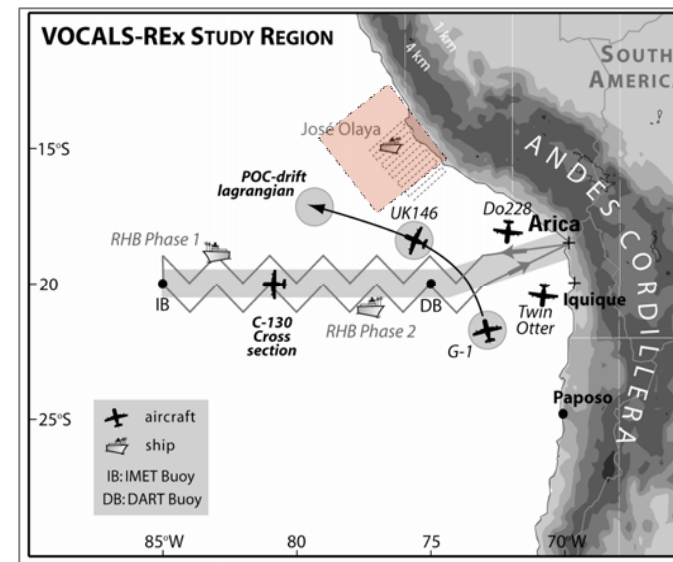 VOCALS-REx STUDY REGION
1 km
4 km
SOUTH
AMERICA
José Olaya
15°S
ANDES CORDILLERA
POC-drift
lagrangian
UK146
Do228
Arica
RHB Phase 1
20
IB
DB
Iquique
C-130
Cross
section
RHB Phase 2
Twin
Otter
G-1
Paposo
25°S
aircraft
ship
IB: IMET Buoy
DB: DART Buoy
85°W
80
75
70°W